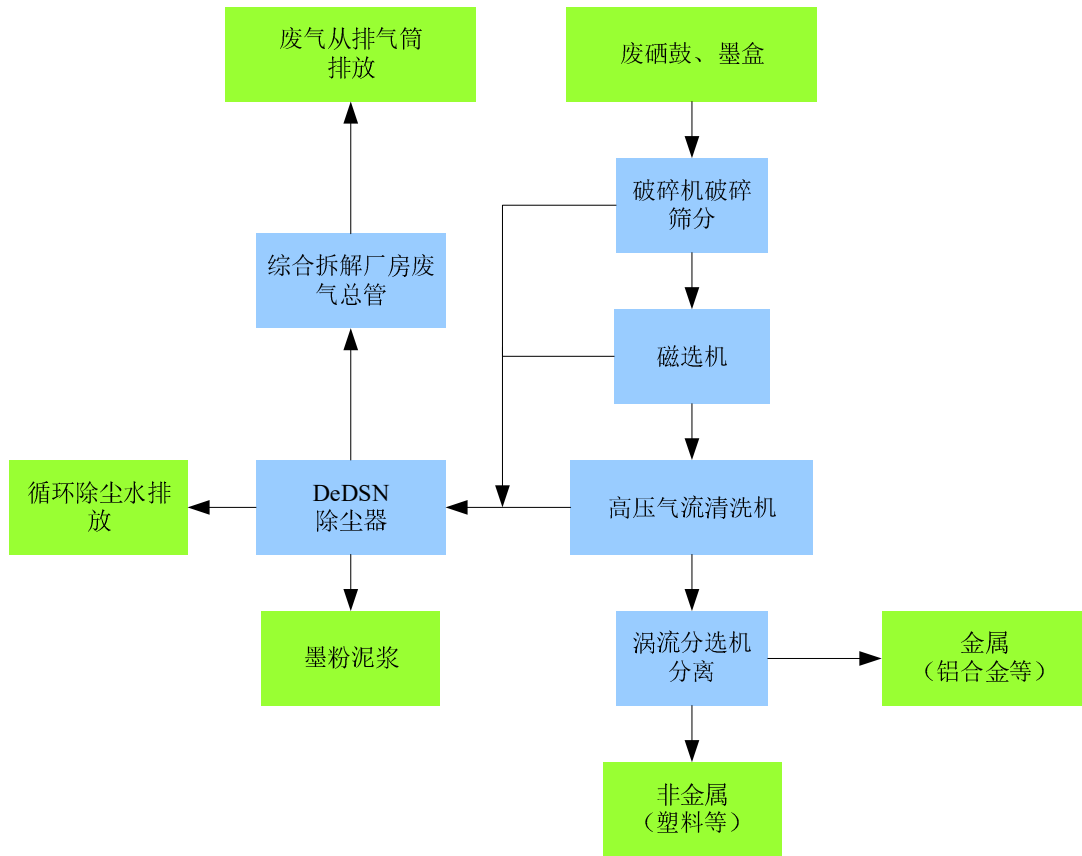 废气从排气筒
排放
废硒鼓、墨盒
破碎机破碎
筛分
综合拆解厂房废
气总管
磁选机
循环除尘水排
放
DeDSN
除尘器
高压气流清洗机
墨粉泥浆
涡流分选机
分离
金属
（铝合金等）
非金属
（塑料等）